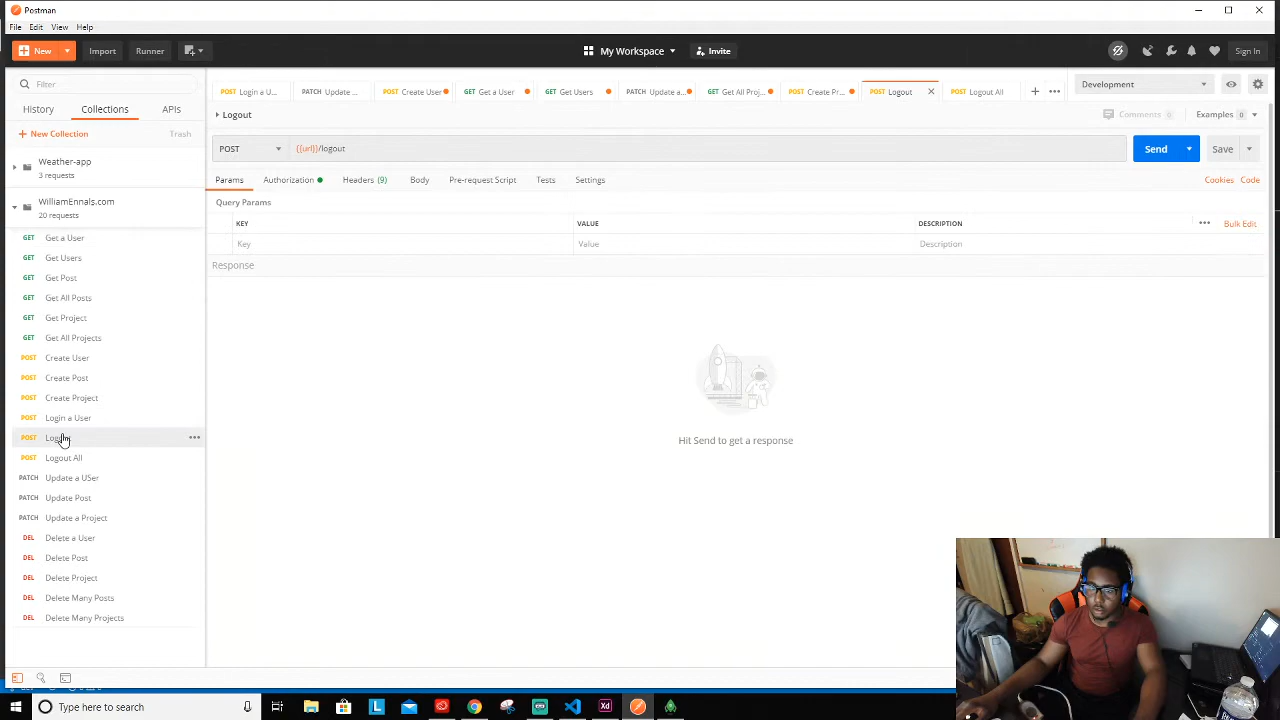 Postman
File Edit View Help
New Import Runner My Workspace Invite Sign In
Filter
History Collections APIs
New Collection Trash
Weather-app
3 requests
WilliamEnnals.com
20 requests
GET Get a User
GET Get Users
GET Get Post
GET Get All Posts
GET Get Project
GET Get All Projects
POST Create User
POST Create Post
POST Create Project
POST Login a User
POST
POST Logout All
PATCH Update a USer
PATCH Update Post
PATCH Update a Project
DEL Delete a User
DEL Delete Post
DEL Delete Project
DEL Delete Many Posts
DEL Delete Many Projects
POST Login a U... PATCH Update ... POST Create User GET Get a User GET Get Users PATCH Update a... GET Get All Proj... POST Create Pr... POST Logout POST Logout All Development
Logout Comments 0 Examples 0
POST {{url}}/logout Send Save
Params Authorization Headers (9) Body Pre-request Script Tests Settings Cookies Code
Query Params
KEY VALUE DESCRIPTION Bulk Edit
Key Value Description
Response
Hit Send to get a response
Type here to search